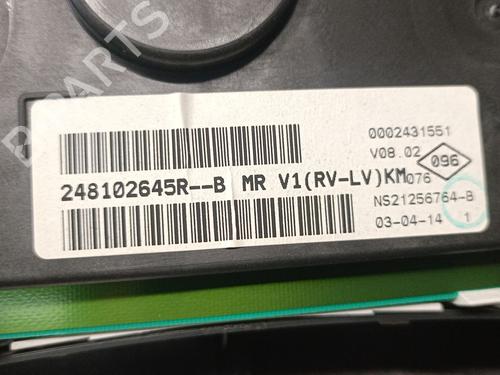 B-PARTS
0002431551
V08.02
096
248102645R--B MR V1(RV-LV)KM
076
NS21256764-B
03-04-14 1